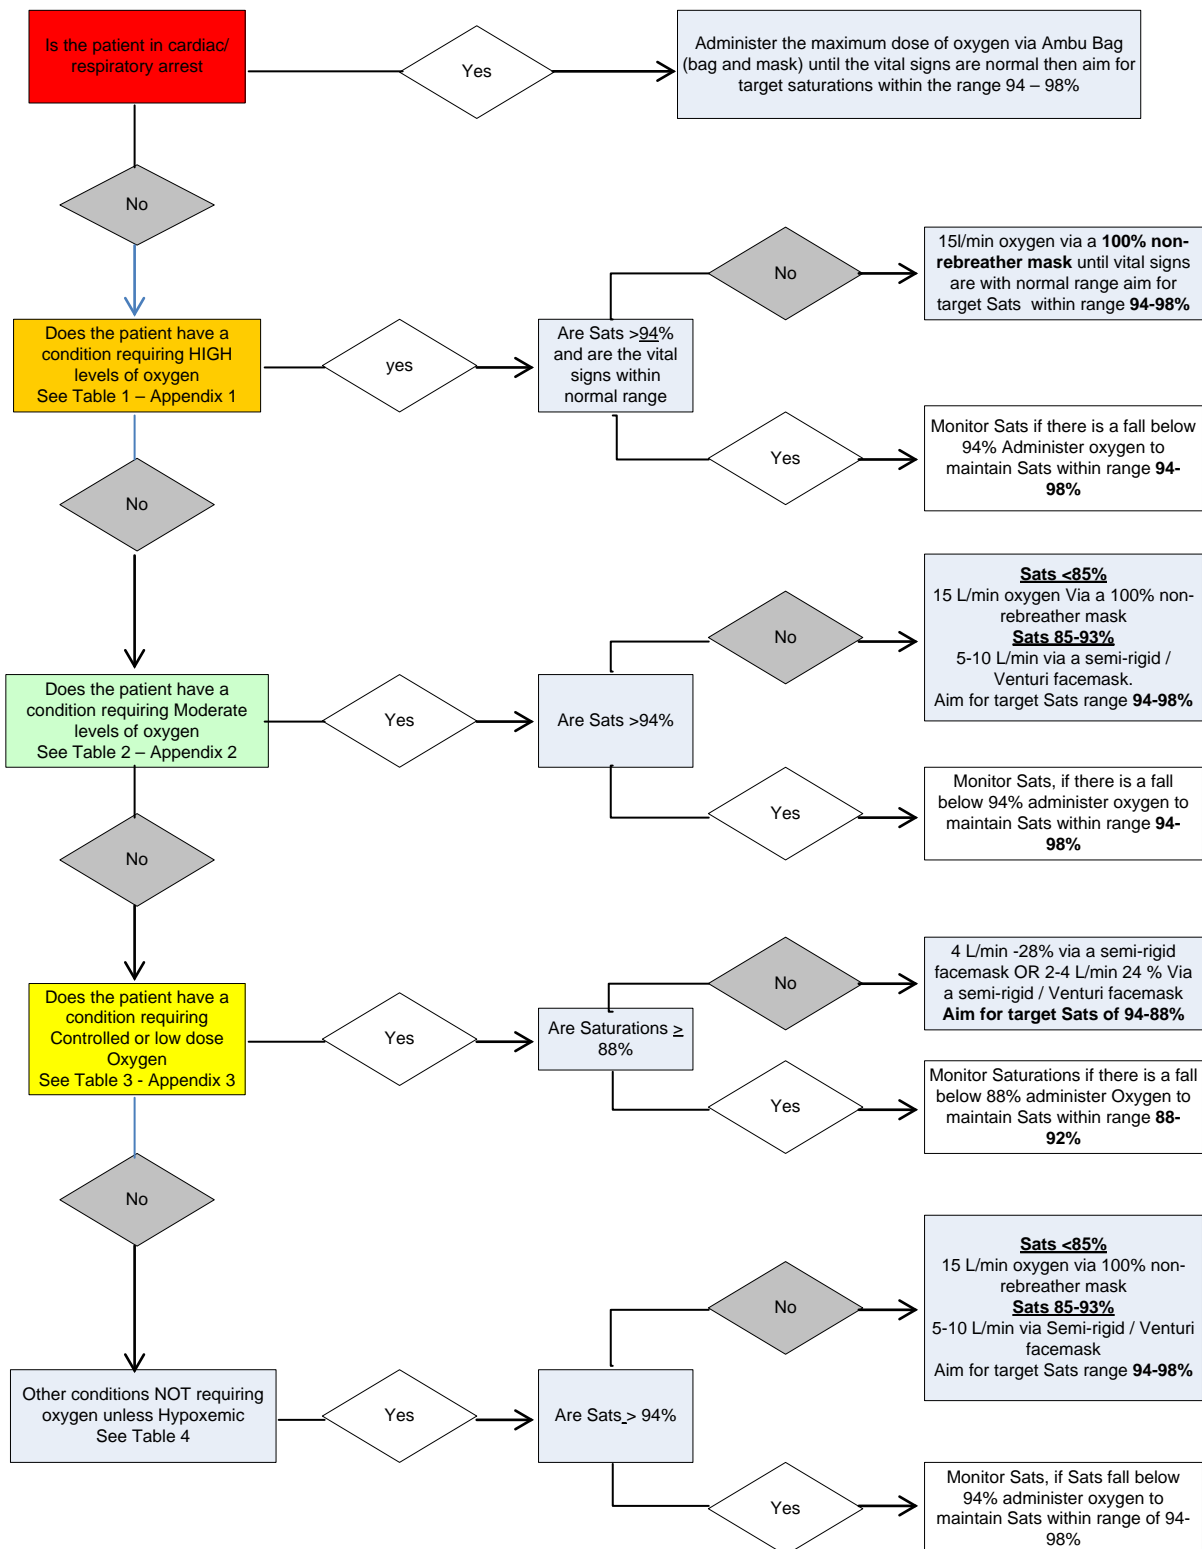 Is the patient in cardiac/
respiratory arrest
Yes
Administer the maximum dose of oxygen via Ambu Bag
(bag and mask) until the vital signs are normal then aim for
target saturations within the range 94 – 98%
No
No
15l/min oxygen via a 100% non-
rebreather mask until vital signs
are with normal range aim for
target Sats within range 94-98%
Does the patient have a
condition requiring HIGH
levels of oxygen
See Table 1 – Appendix 1
yes
Are Sats >94%
and are the vital
signs within
normal range
Yes
Monitor Sats if there is a fall below
94% Administer oxygen to
maintain Sats within range 94-
98%
No
No
Sats <85%
15 L/min oxygen Via a 100% non-
rebreather mask
Sats 85-93%
5-10 L/min via a semi-rigid /
Venturi facemask.
Aim for target Sats range 94-98%
Does the patient have a
condition requiring Moderate
levels of oxygen
See Table 2 – Appendix 2
Yes
Are Sats >94%
Yes
Monitor Sats, if there is a fall
below 94% administer oxygen to
maintain Sats within range 94-
98%
No
No
4 L/min -28% via a semi-rigid
facemask OR 2-4 L/min 24 % Via
a semi-rigid / Venturi facemask
Aim for target Sats of 94-88%
Does the patient have a
condition requiring
Controlled or low dose
Oxygen
See Table 3 - Appendix 3
Yes
Are Saturations >
88%
Yes
Monitor Saturations if there is a fall
below 88% administer Oxygen to
maintain Sats within range 88-
92%
No
No
Sats <85%
15 L/min oxygen via 100% non-
rebreather mask
Sats 85-93%
5-10 L/min via Semi-rigid / Venturi
facemask
Aim for target Sats range 94-98%
Other conditions NOT requiring
oxygen unless Hypoxemic
See Table 4
Yes
Are Sats > 94%
Yes
Monitor Sats, if Sats fall below
94% administer oxygen to
maintain Sats within range of 94-
98%